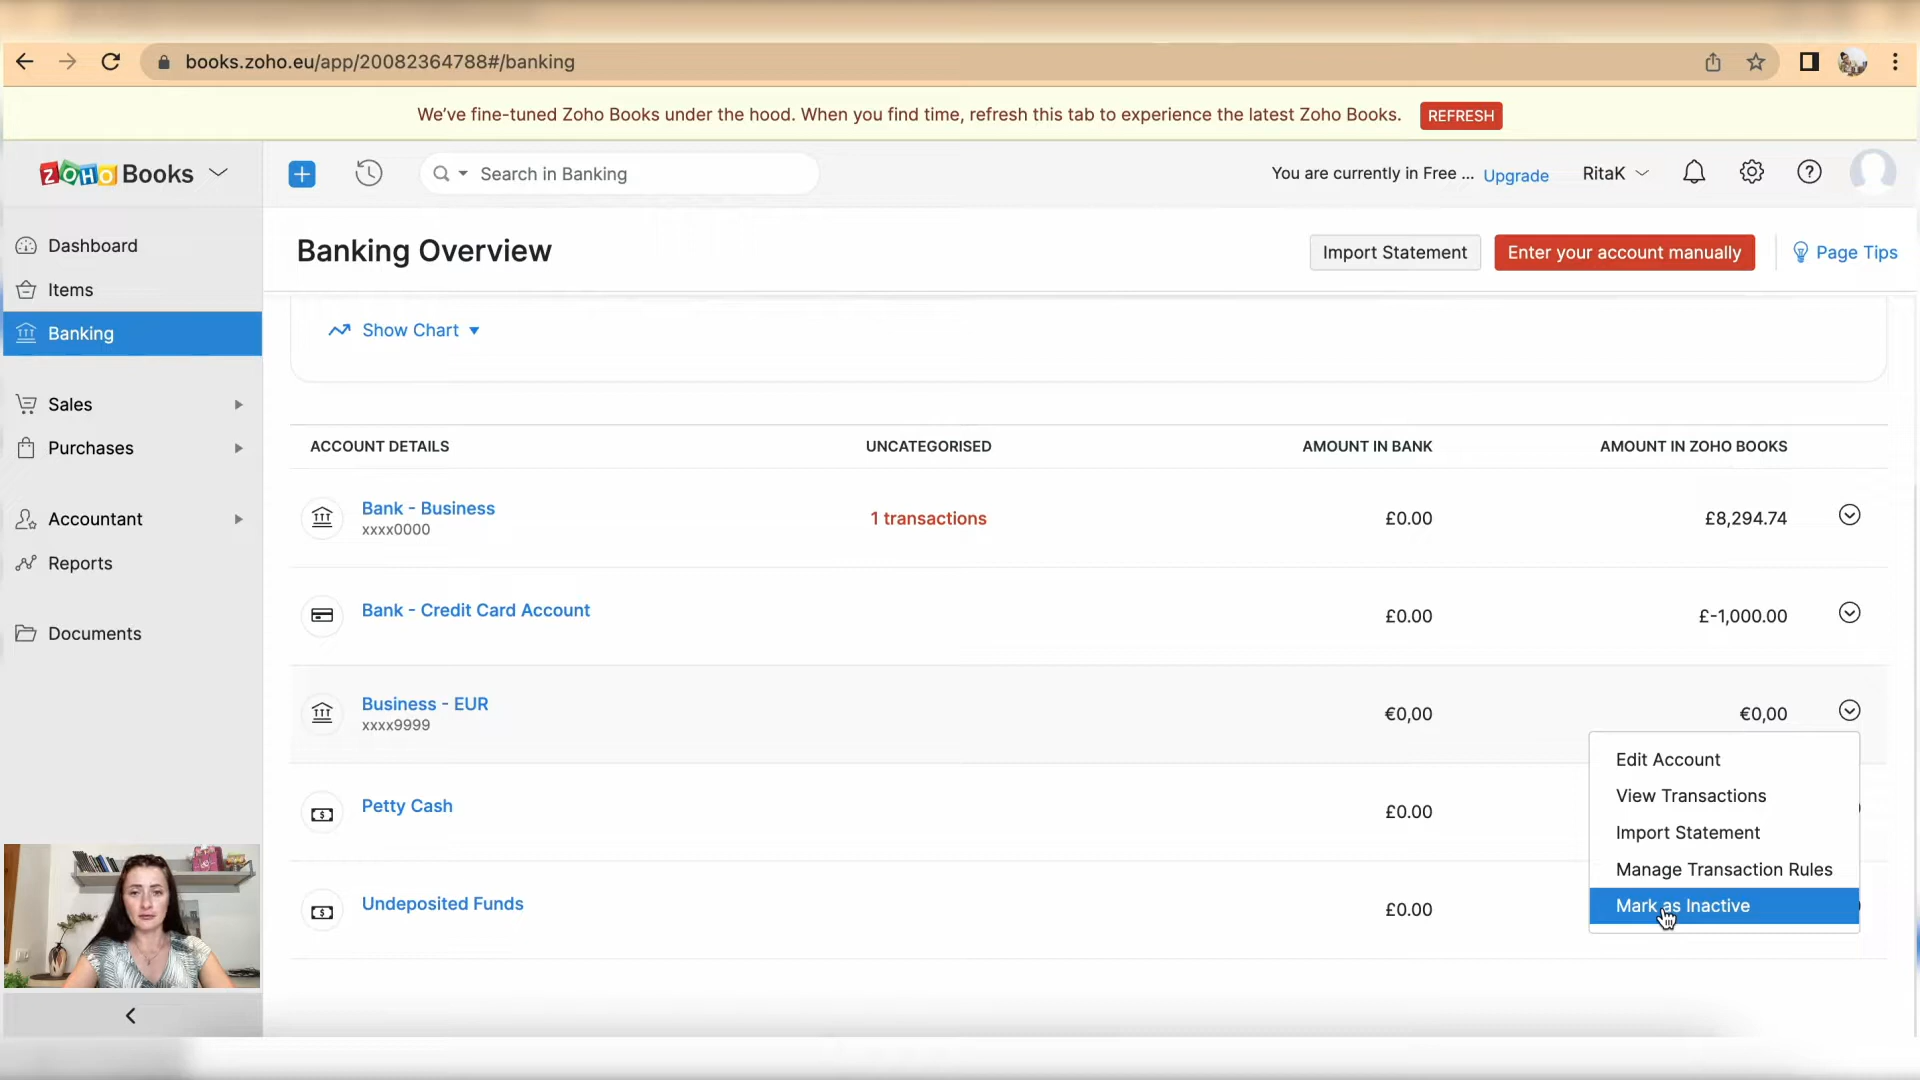 books.zoho.eu/app/20082364788#/banking
We've fine-tuned Zoho Books under the hood. When you find time, refresh this tab to experience the latest Zoho Books. REFRESH
ZOHO Books
Search in Banking
You are currently in Free ... Upgrade
RitaK
Dashboard
Items
Banking
Sales
Purchases
Accountant
Reports
Documents
Banking Overview
Import Statement
Enter your account manually
Page Tips
Show Chart
ACCOUNT DETAILS UNCATEGORISED AMOUNT IN BANK AMOUNT IN ZOHO BOOKS
Bank - Business
xxxx0000
1 transactions £0.00 £8,294.74
Bank - Credit Card Account £0.00 £-1,000.00
Business - EUR
xxxx9999
€0,00 €0,00
Petty Cash £0.00
Undeposited Funds £0.00
Edit Account
View Transactions
Import Statement
Manage Transaction Rules
Mark as Inactive